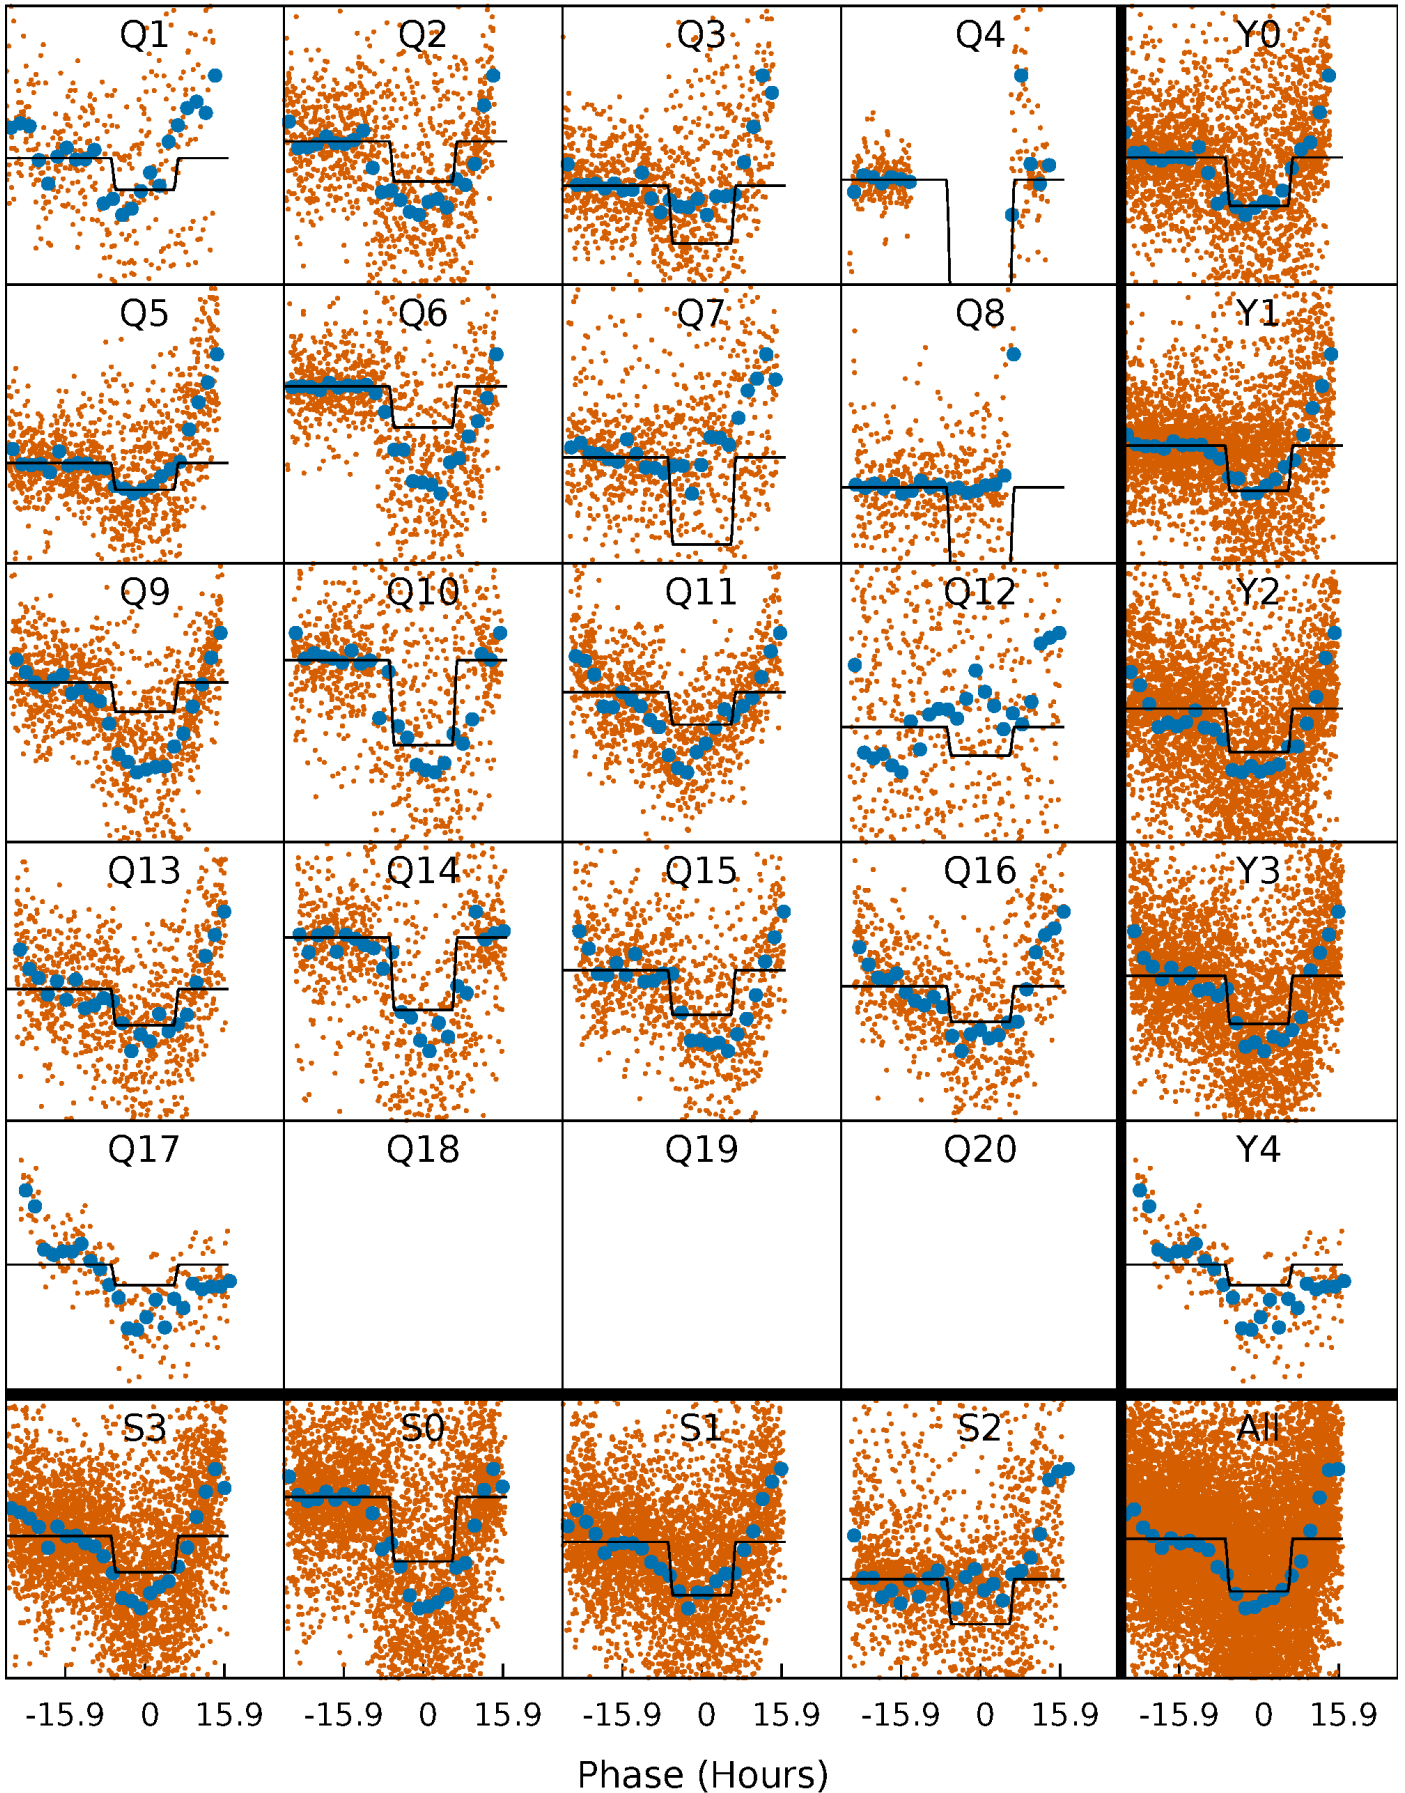 Q1 Q2 Q3 Q4 Y0
Q5 Q6 Q7 Q8 Y1
Q9 Q10 Q11 Q12 Y2
Q13 Q14 Q15 Q16 Y3
Q17 Q18 Q19 Q20 Y4
S3 S0 S1 S2 All
-15.9 0 15.9 -15.9 0 15.9 -15.9 0 15.9 -15.9 0 15.9 -15.9 0 15.9
Phase (Hours)